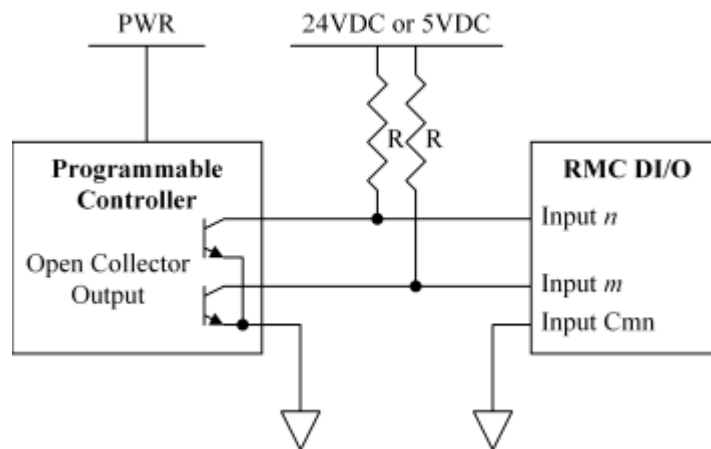 PWR
24VDC or 5VDC
R R
Programmable
Controller
Open Collector
Output
RMC DI/O
Input n
Input m
Input Cmn